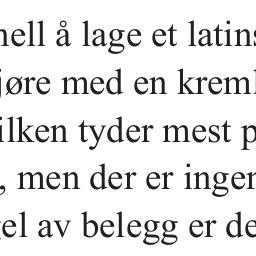 nell å lage et latins
jøre med en kreml
ilken tyder mest p
, men der er ingen
gel av belegg er de